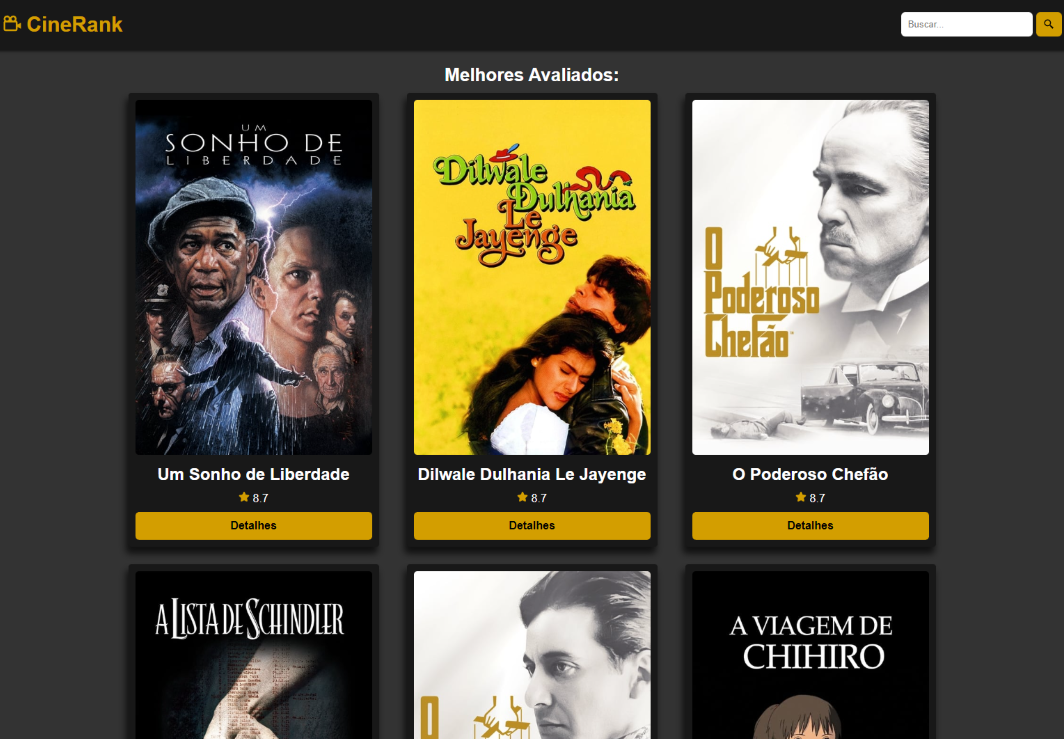 CineRank
Buscar...
Melhores Avaliados:
UM
SONHO DE
LIBERDADE
Dilwale
Dulhania
Le
Jayenge
O
Poderoso
Chefão
Um Sonho de Liberdade
Dilwale Dulhania Le Jayenge
O Poderoso Chefão
8.7
8.7
8.7
Detalhes
Detalhes
Detalhes
A LISTA DE SCHINDLER
O
A VIAGEM DE
CHIHIRO